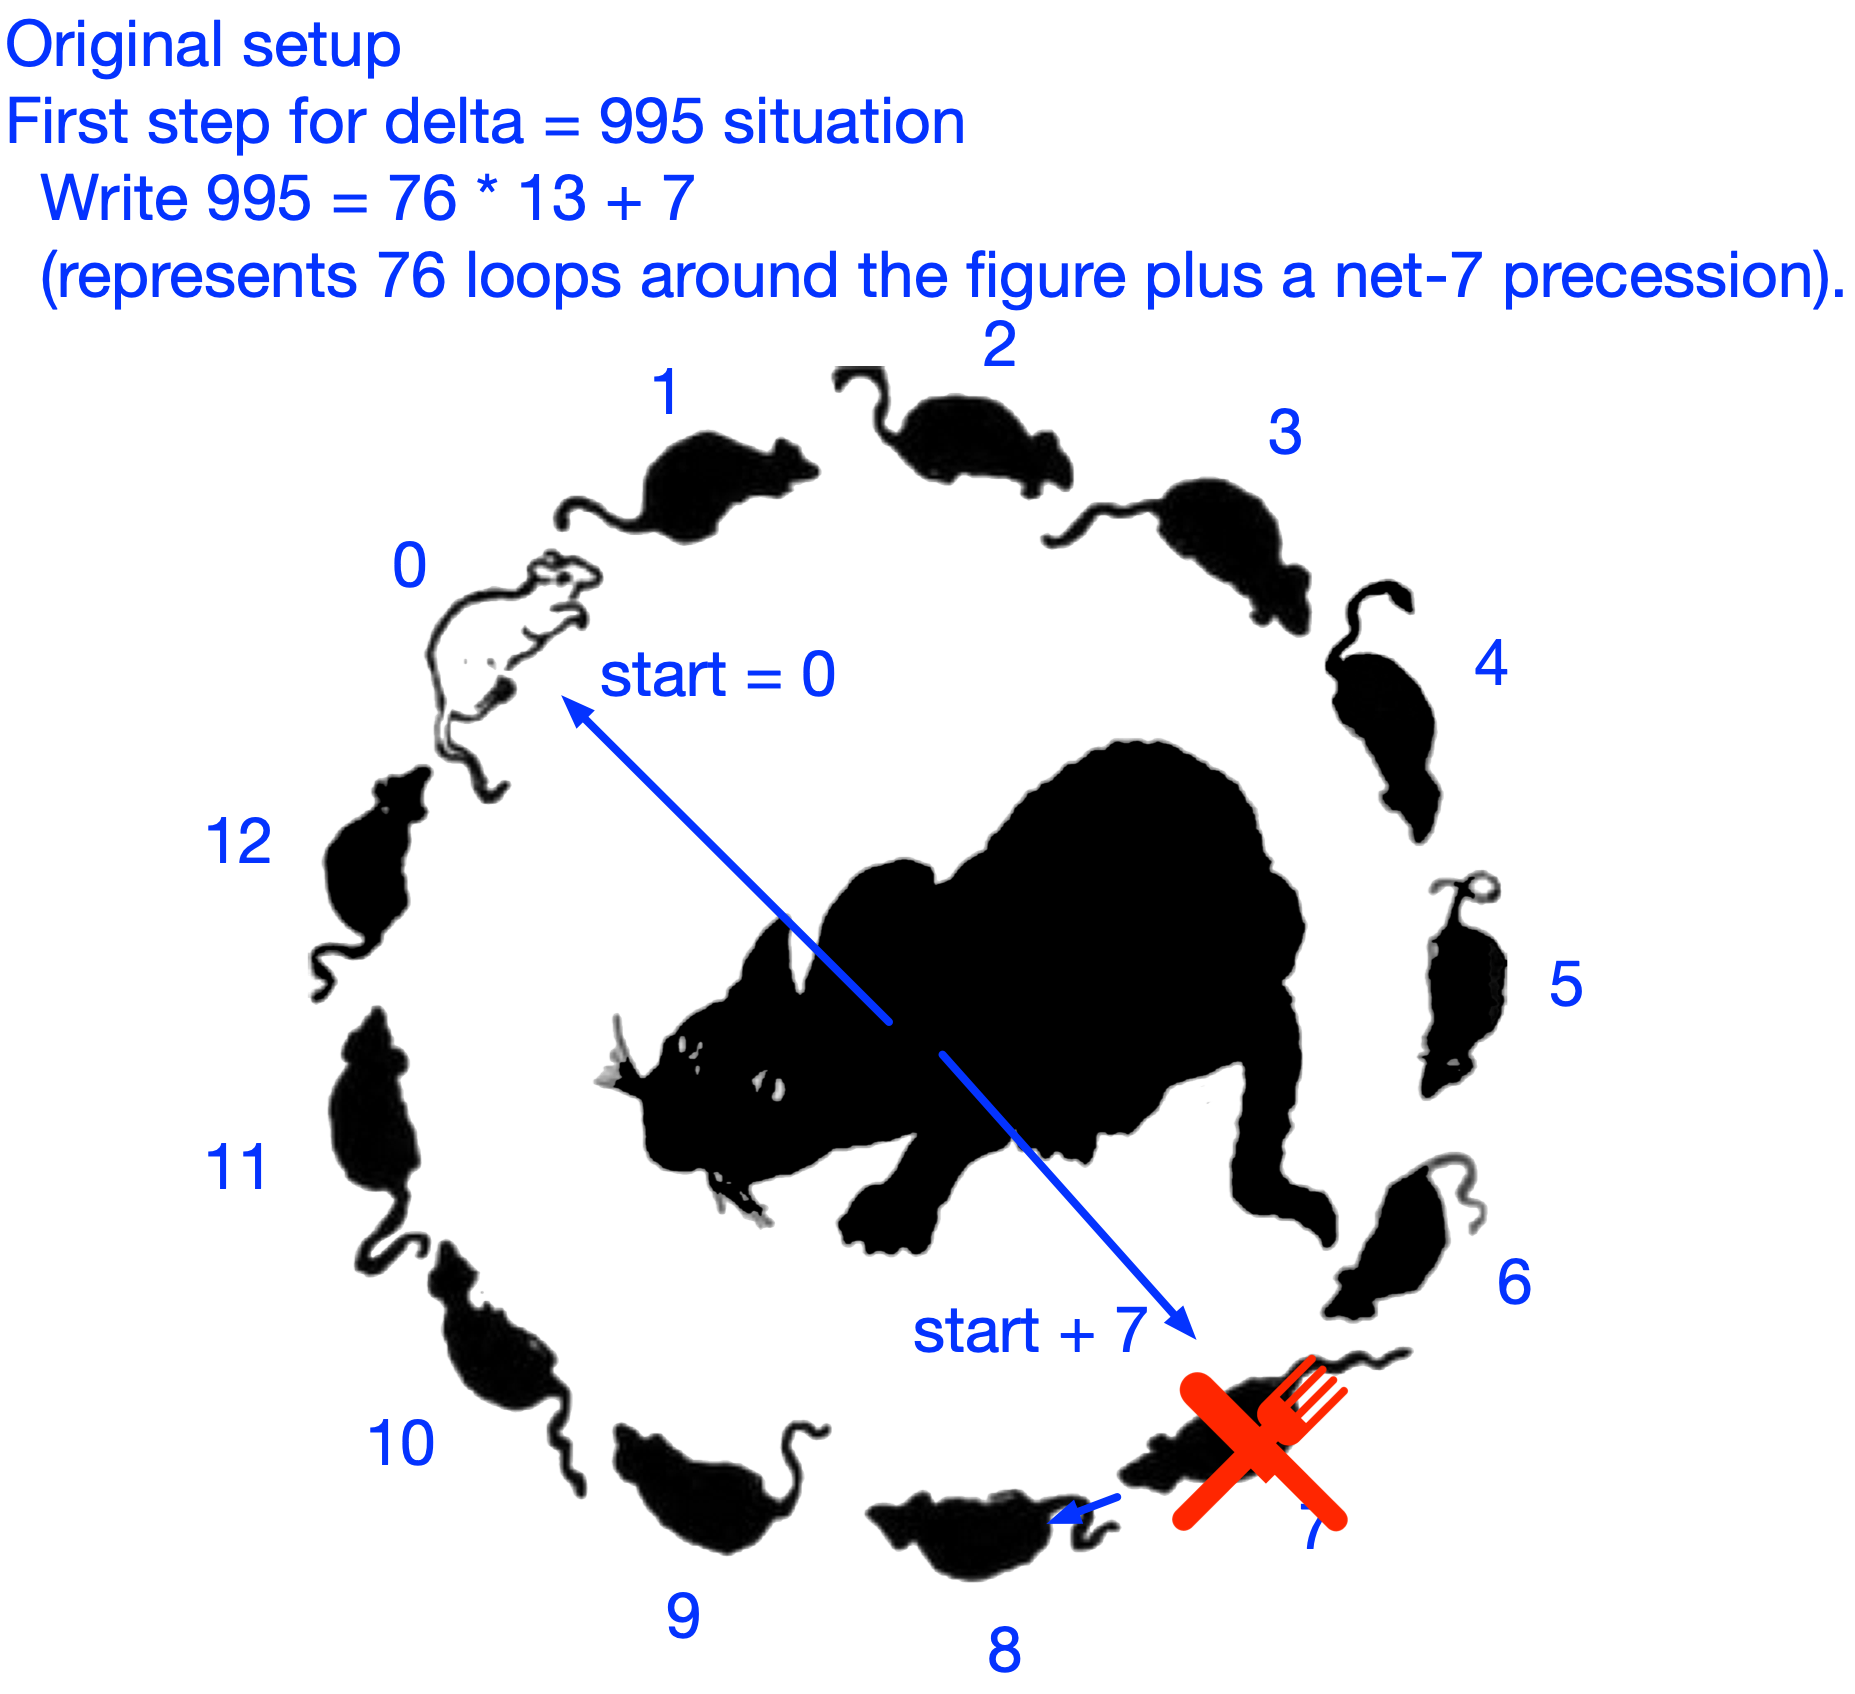 Original setup
First step for delta = 995 situation
Write 995 = 76 * 13 + 7
(represents 76 loops around the figure plus a net-7 precession).
2
1
3
0
4
start = 0
12
5
11
6
start + 7
10
7
9
8